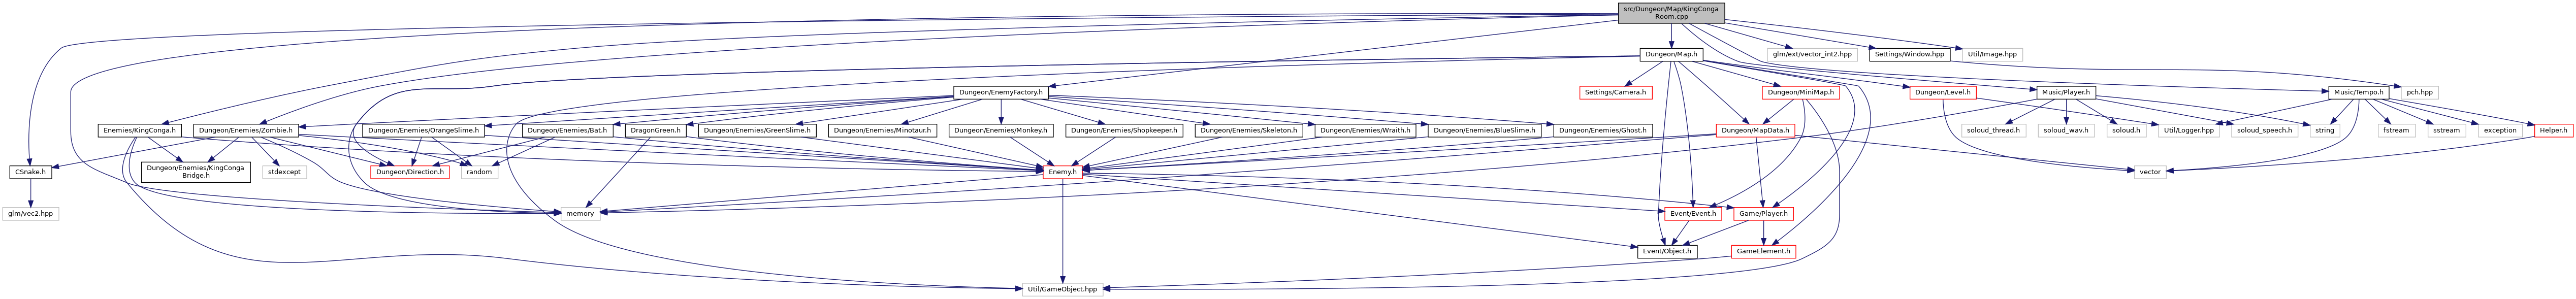 src/Dungeon/Map/KingConga
Room.cpp
Dungeon/Map.h
glm/ext/vector_int2.hpp
Settings/Window.hpp
Util/Image.hpp
Dungeon/EnemyFactory.h
Settings/Camera.h
Dungeon/MiniMap.h
Dungeon/Level.h
Music/Player.h
Music/Tempo.h
pch.hpp
Enemies/KingConga.h
Dungeon/Enemies/Zombie.h
Dungeon/Enemies/OrangeSlime.h
Dungeon/Enemies/Bat.h
DragonGreen.h
Dungeon/Enemies/GreenSlime.h
Dungeon/Enemies/Minotaur.h
Dungeon/Enemies/Monkey.h
Dungeon/Enemies/Shopkeeper.h
Dungeon/Enemies/Skeleton.h
Dungeon/Enemies/Wraith.h
Dungeon/Enemies/BlueSlime.h
Dungeon/Enemies/Ghost.h
Dungeon/MapData.h
soloud_thread.h
soloud_wav.h
soloud.h
Util/Logger.hpp
soloud_speech.h
string
fstream
sstream
exception
Helper.h
CSnake.h
Dungeon/Enemies/KingConga
Bridge.h
stdexcept
Dungeon/Direction.h
random
Enemy.h
vector
glm/vec2.hpp
memory
Event/Event.h
Game/Player.h
Event/Object.h
GameElement.h
Util/GameObject.hpp